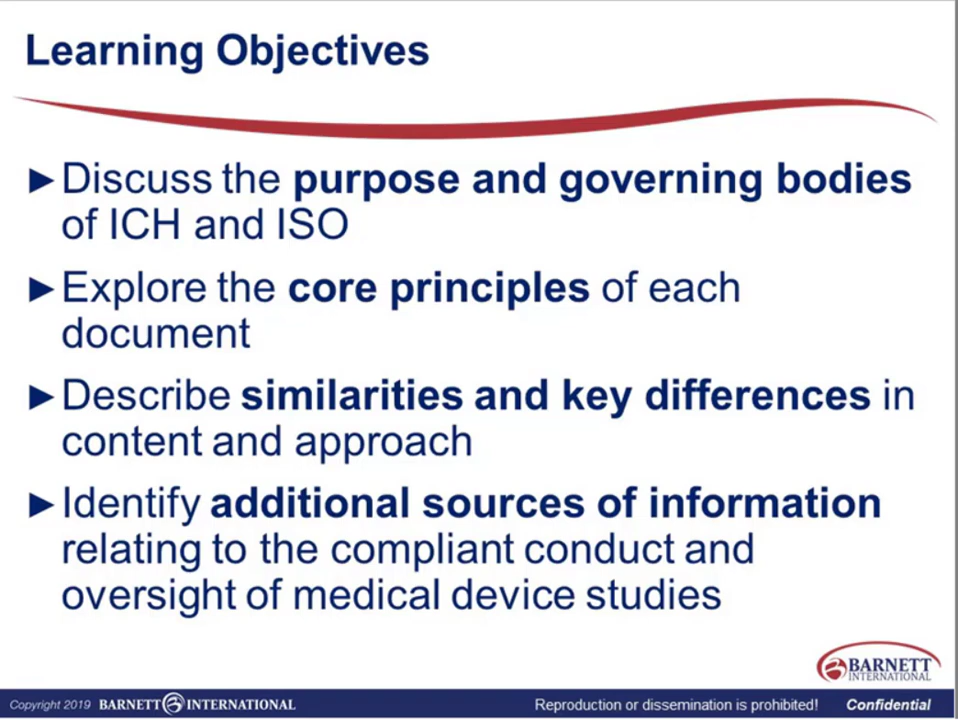 Learning Objectives
►Discuss the purpose and governing bodies
of ICH and ISO
►Explore the core principles of each
document
►Describe similarities and key differences in
content and approach
►Identify additional sources of information
relating to the compliant conduct and
oversight of medical device studies
BARNETT
INTERNATIONAL
Copyright 2019 BARNETT INTERNATIONAL Reproduction or dissemination is prohibited! Confidential